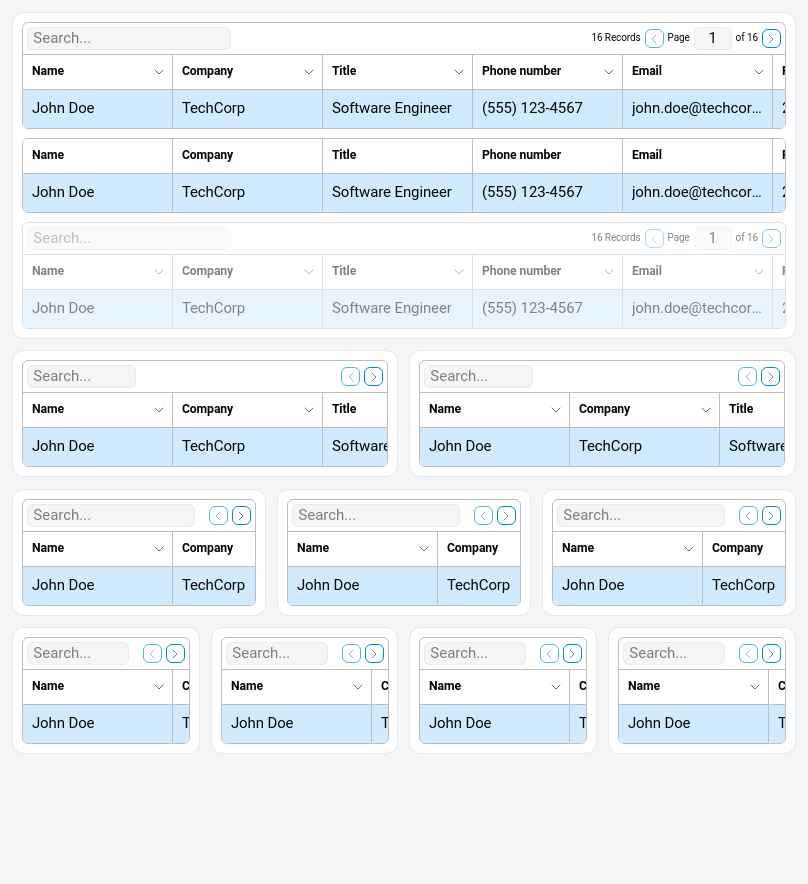 Search... 16 Records Page 1 of 16
Name Company Title Phone number Email
John Doe TechCorp Software Engineer (555) 123-4567 john.doe@techcor...
Name Company Title Phone number Email
John Doe TechCorp Software Engineer (555) 123-4567 john.doe@techcor...
Search... 16 Records Page 1 of 16
Name Company Title Phone number Email
John Doe TechCorp Software Engineer (555) 123-4567 john.doe@techcor...
Search... Search...
Name Company Title Name Company Title
John Doe TechCorp Software John Doe TechCorp Software
Search... Search... Search...
Name Company Name Company Name Company
John Doe TechCorp John Doe TechCorp John Doe TechCorp
Search... Search... Search... Search...
Name C Name C Name C Name C
John Doe T John Doe T John Doe T John Doe T